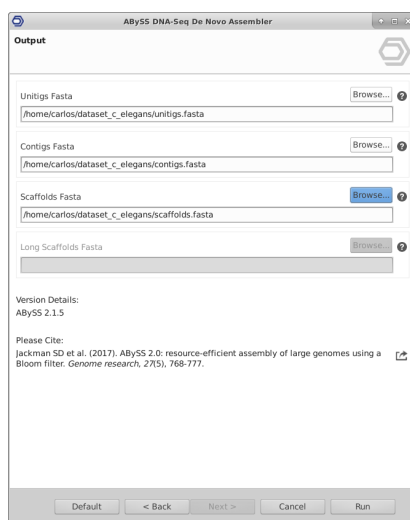 ABySS DNA-Seq De Novo Assembler
Output
Unitigs Fasta
Browse...
/home/carlos/dataset_c_elegans/unitigs.fasta
Contigs Fasta
Browse...
/home/carlos/dataset_c_elegans/contigs.fasta
Scaffolds Fasta
Browse...
/home/carlos/dataset_c_elegans/scaffolds.fasta
Long Scaffolds Fasta
Browse...
Version Details:
ABySS 2.1.5
Please Cite:
Jackman SD et al. (2017). ABySS 2.0: resource-efficient assembly of large genomes using a
Bloom filter. Genome research, 27(5), 768-777.
Default
< Back
Next >
Cancel
Run